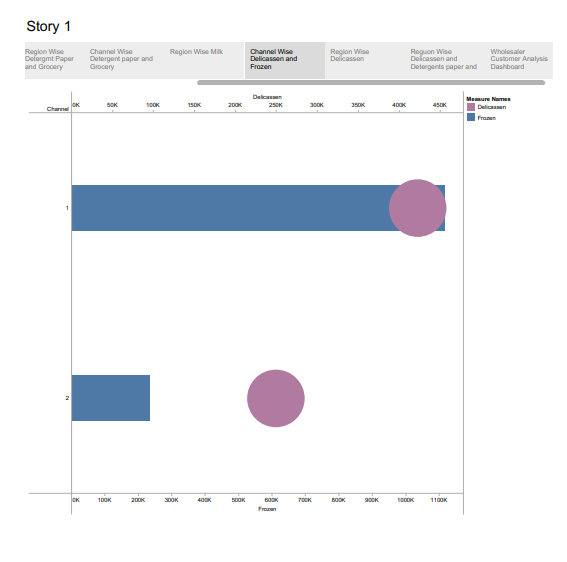 Story 1
Region Wise
Detergmt Paper
and Grocery
Channel Wise
Detergent paper and
Grocery
Region Wise Milk
Channel Wise
Delicassen and
Frozen
Region Wise
Delicassen
Reguon Wise
Delicassen and
Detergents paper and
Wholesaler
Customer Analysis
Dashboard
Delicassen
Channel
0K 50K 100K 150K 200K 250K 300K 350K 400K 450K
Measure Names
Delicassen
Frozen
1
2
0K 100K 200K 300K 400K 500K 600K 700K 800K 900K 1000K 1100K
Frozen